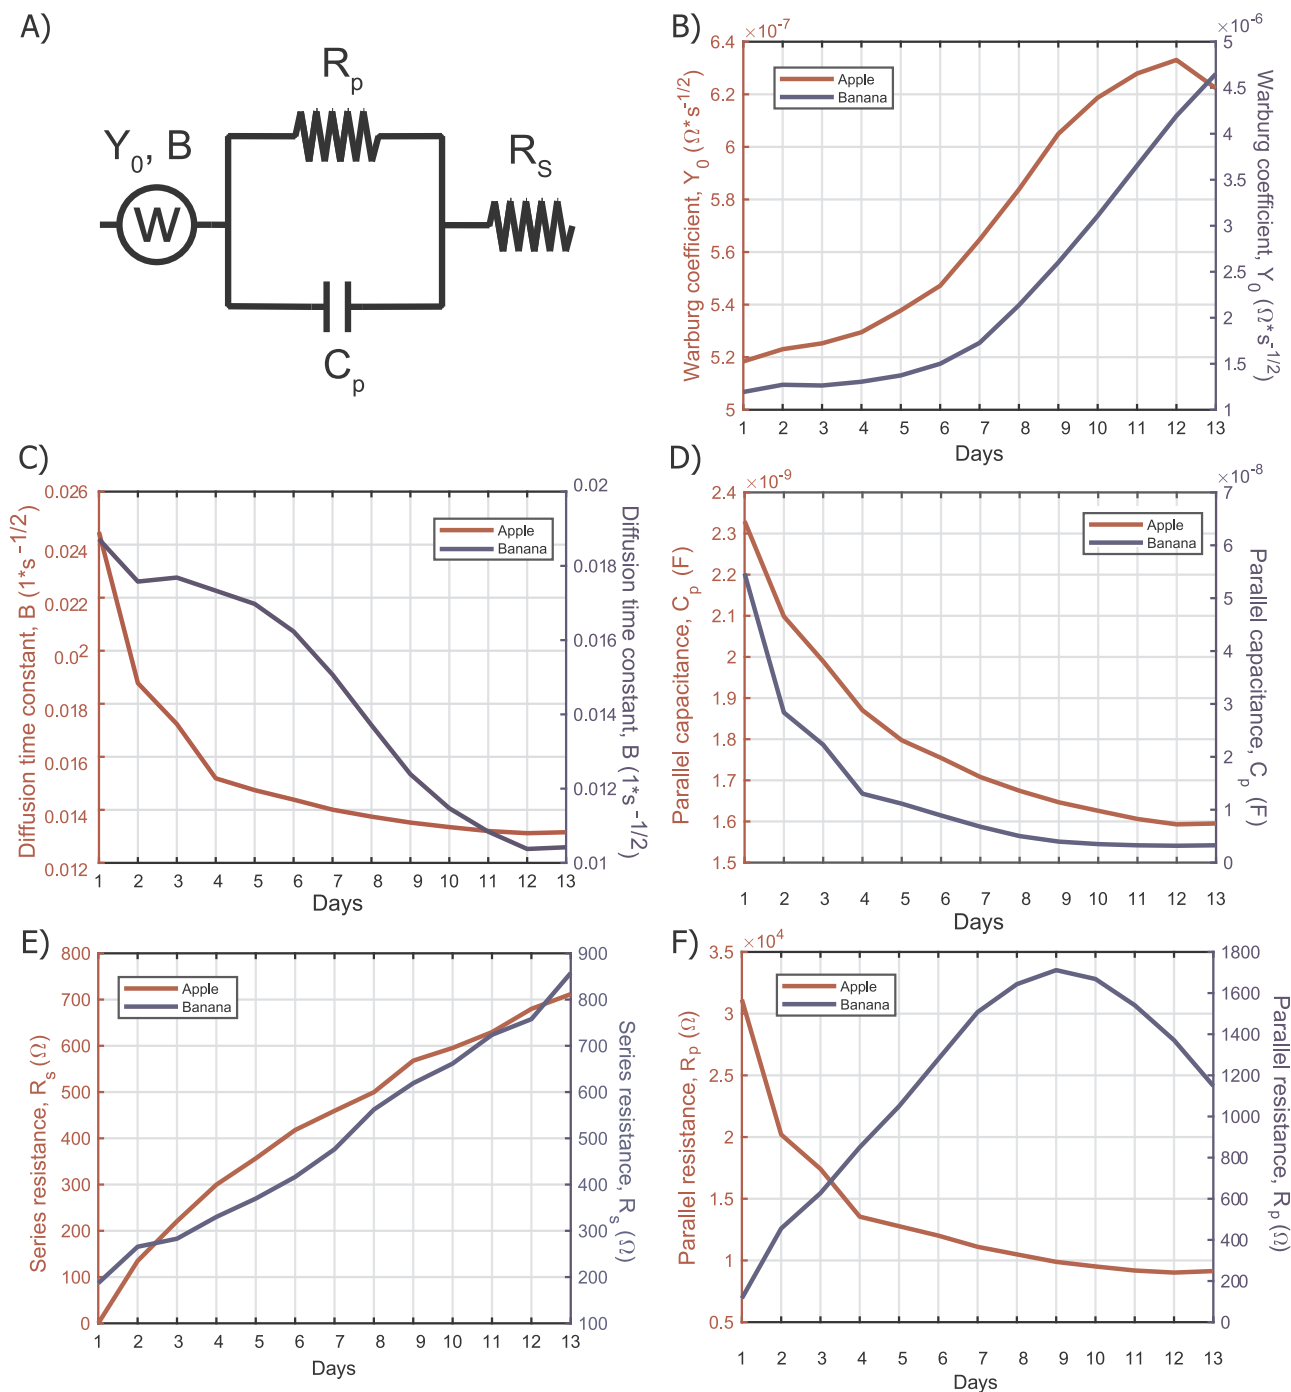 A)
R_p
Y_0, B
R_S
W
C_p
B)
×10^-7
×10^-6
6.4
6.2
6
5.8
5.6
5.4
5.2
5
Warburg coefficient, Y_0 (Ω*s^-1/2)
Apple
Banana
5
4.5
4
3.5
3
2.5
2
1.5
1
Warburg coefficient, Y_0 (Ω*s^-1/2)
1 2 3 4 5 6 7 8 9 10 11 12 13
Days
C)
0.026
0.024
0.022
0.02
0.018
0.016
0.014
0.012
Diffusion time constant, B (1*s^-1/2)
Apple
Banana
0.02
0.018
0.016
0.014
0.012
0.01
Diffusion time constant, B (1*s^-1/2)
1 2 3 4 5 6 7 8 9 10 11 12 13
Days
D)
×10^-9
×10^-8
2.4
2.3
2.2
2.1
2
1.9
1.8
1.7
1.6
1.5
Parallel capacitance, C_p (F)
Apple
Banana
7
6
5
4
3
2
1
0
Parallel capacitance, C_p (F)
1 2 3 4 5 6 7 8 9 10 11 12 13
Days
E)
800
700
600
500
400
300
200
100
0
Series resistance, R_s (Ω)
Apple
Banana
900
800
700
600
500
400
300
200
100
Series resistance, R_s (Ω)
1 2 3 4 5 6 7 8 9 10 11 12 13
Days
F)
×10^4
3.5
3
2.5
2
1.5
1
0.5
Parallel resistance, R_p (Ω)
Apple
Banana
1800
1600
1400
1200
1000
800
600
400
200
0
Parallel resistance, R_p (Ω)
1 2 3 4 5 6 7 8 9 10 11 12 13
Days